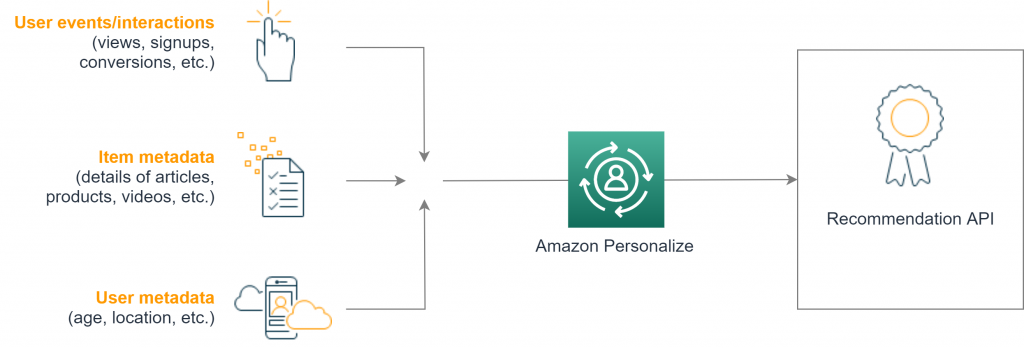 User events/interactions
(views, signups,
conversions, etc.)
Item metadata
(details of articles,
products, videos, etc.)
User metadata
(age, location, etc.)
Amazon Personalize
Recommendation API